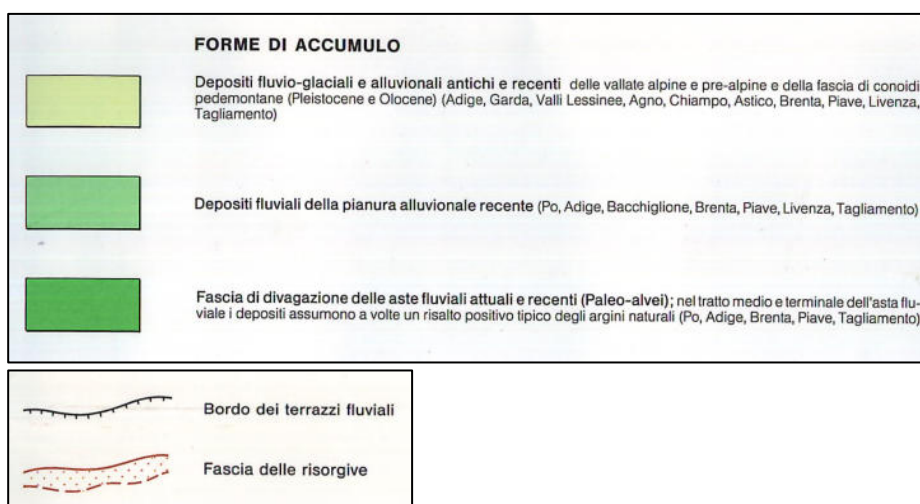 FORME DI ACCUMULO
Depositi fluvio-glaciali e alluvionali antichi e recenti delle vallate alpine e pre-alpine e della fascia di conoidi
pedemontane (Pleistocene e Olocene) (Adige, Garda, Valli Lessinee, Agno, Chiampo, Astico, Brenta, Piave, Livenza,
Tagliamento)
Depositi fluviali della pianura alluvionale recente (Po, Adige, Bacchiglione, Brenta, Piave, Livenza, Tagliamento)
Fascia di divagazione delle aste fluviali attuali e recenti (Paleo-alvei); nel tratto medio e terminale dell'asta flu-
viale i depositi assumono a volte un risalto positivo tipico degli argini naturali (Po, Adige, Brenta, Piave, Tagliamento)
Bordo dei terrazzi fluviali
Fascia delle risorgive